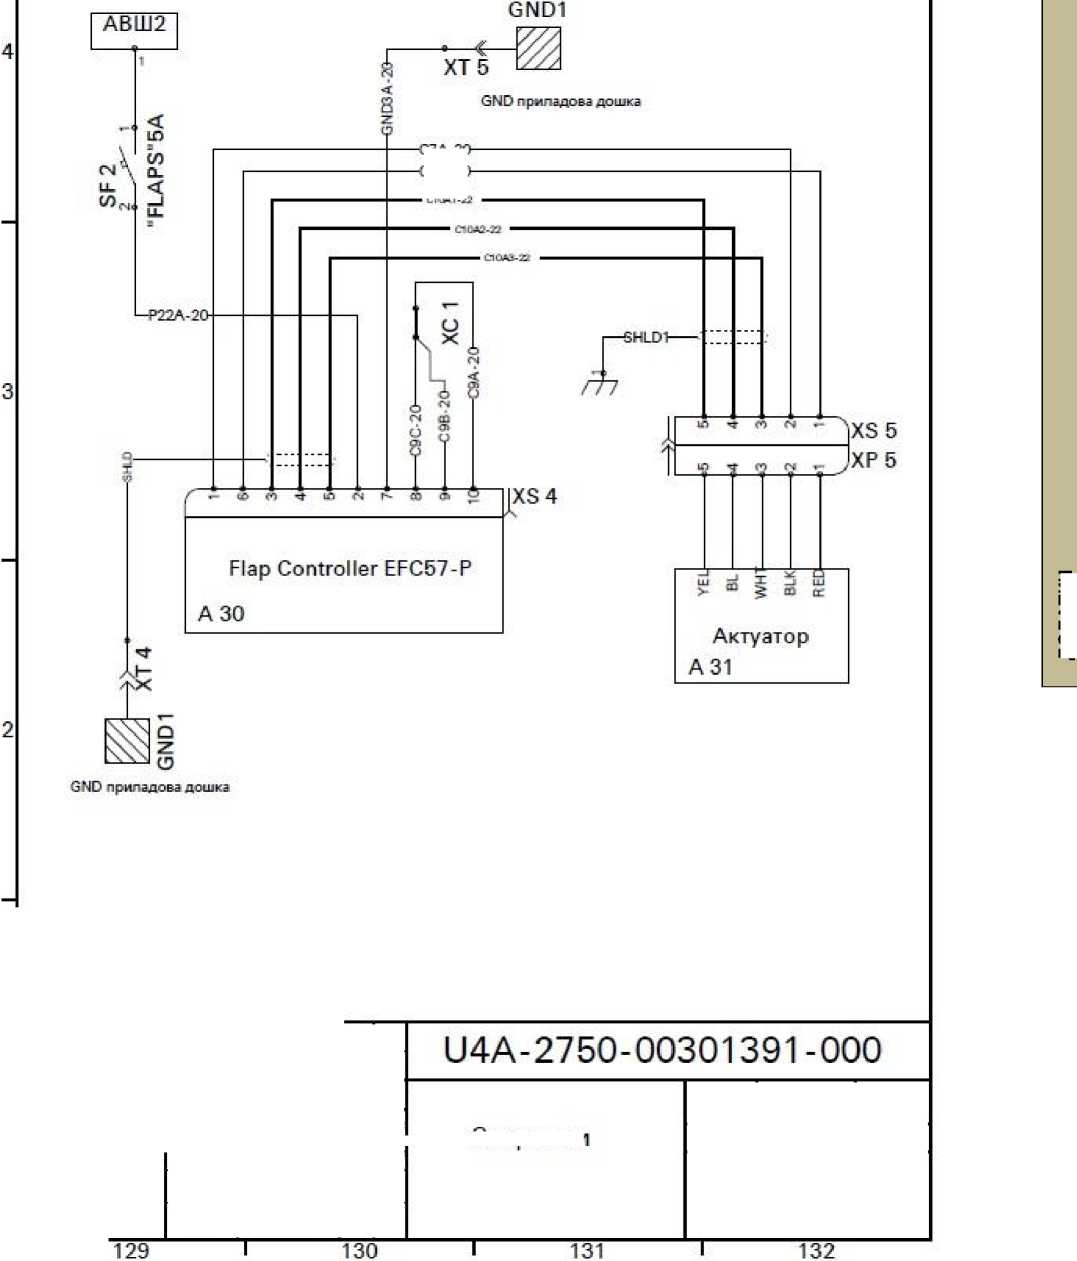 GND1
АВШ2
4
1
XT 5
GND приладова дошка
GND3A-20
1
SF 2
"FLAPS"5A
2
C10A2-22
C10A3-22
P22A-20
XC 1
SHLD1
1
C9A-20
3
C9C-20
C9B-20
5 4 3 2 1
XS 5
XP 5
5 4 3 2 1
SHLD
1 6 3 4 5 2 7 8 9 10
XS 4
Flap Controller EFC57-P
A 30
YEL BL WHT BLK RED
Актуатор
A 31
XT 4
2
GND1
GND приладова дошка
U4A-2750-00301391-000
129 130 131 132